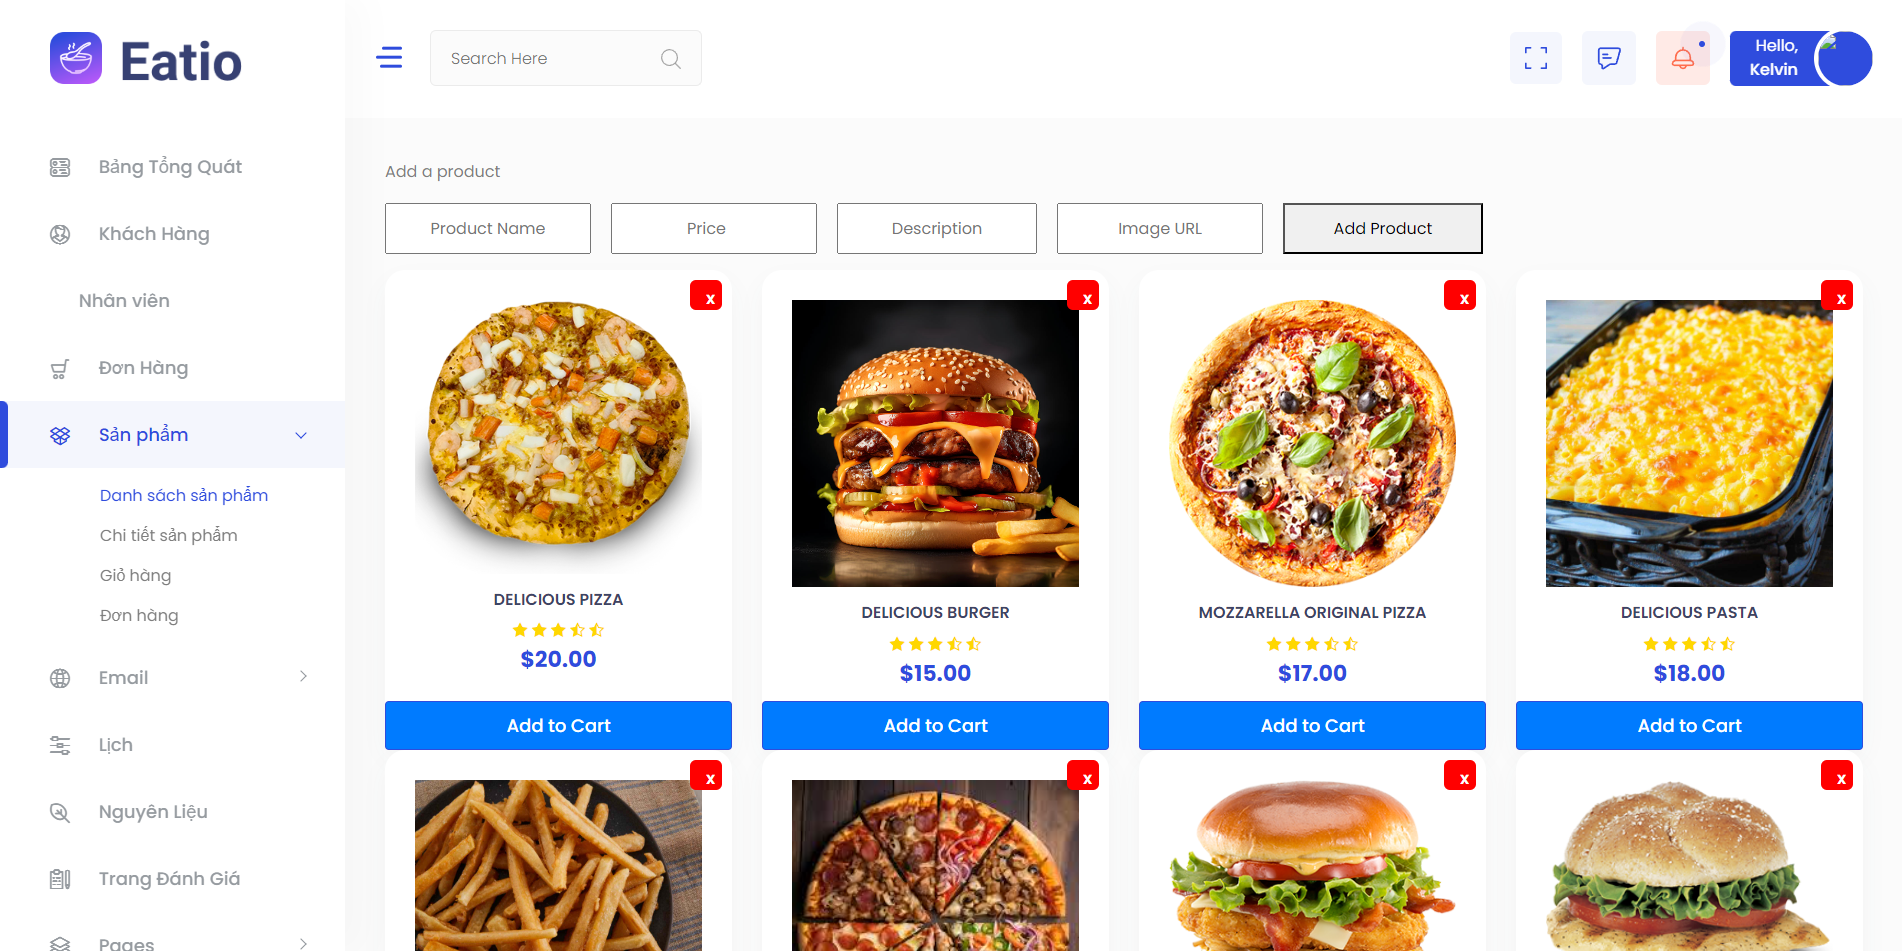 Eatio
Search Here
Hello,
Kelvin
Bảng Tổng Quát
Khách Hàng
Nhân viên
Đơn Hàng
Sản phẩm
Danh sách sản phẩm
Chi tiết sản phẩm
Giỏ hàng
Đơn hàng
Email
Lịch
Nguyên Liệu
Trang Đánh Giá
Pages
Add a product
Product Name
Price
Description
Image URL
Add Product
x
x
x
x
DELICIOUS PIZZA
$20.00
Add to Cart
DELICIOUS BURGER
$15.00
Add to Cart
MOZZARELLA ORIGINAL PIZZA
$17.00
Add to Cart
DELICIOUS PASTA
$18.00
Add to Cart
x
x
x
x